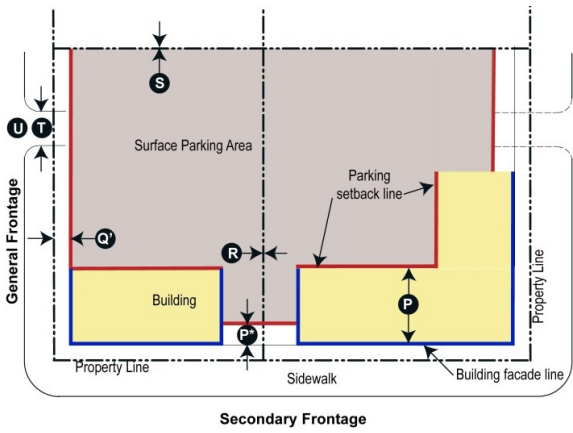 S
U T
Surface Parking Area
Parking
setback line
General Frontage
Q'
R
Property Line
Building
P
P*
Property Line
Sidewalk
Building facade line
Secondary Frontage